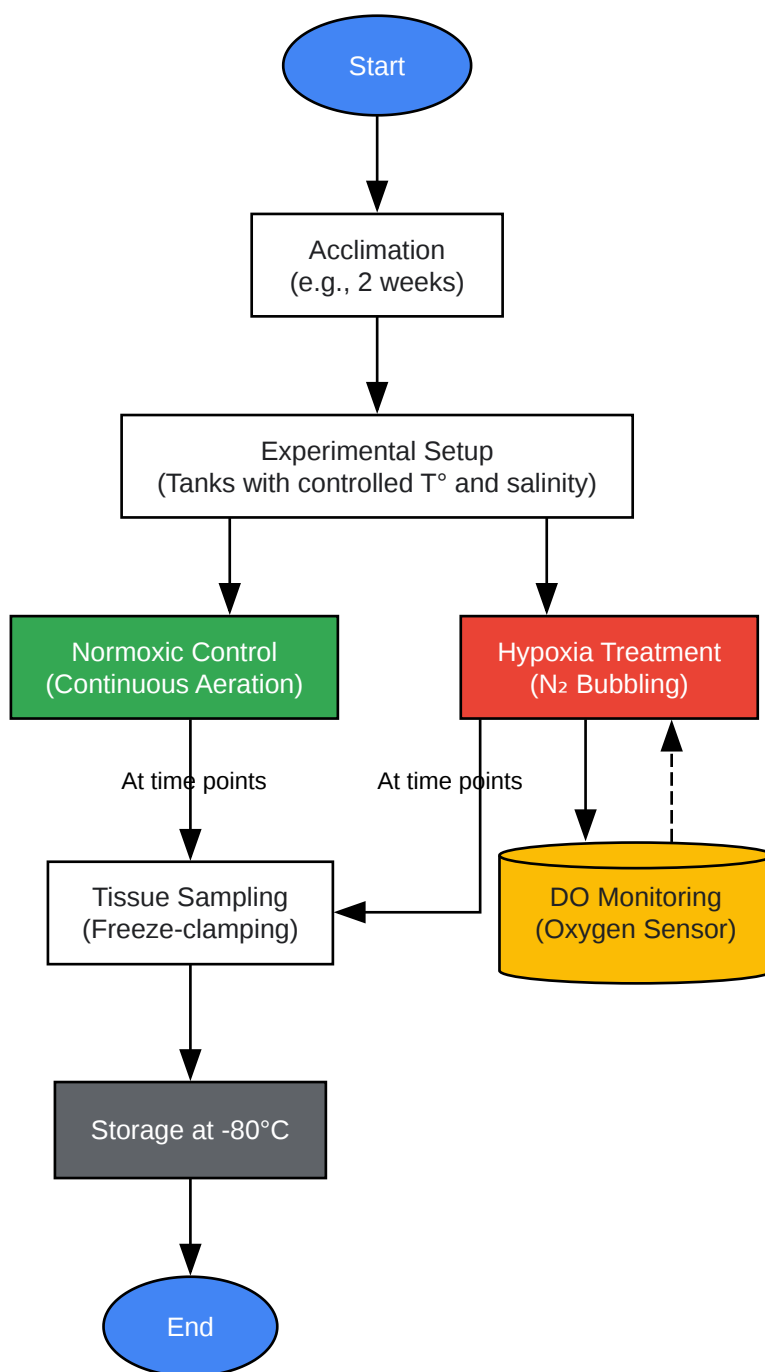 Start
Acclimation
(e.g., 2 weeks)
Experimental Setup
(Tanks with controlled T° and salinity)
Normoxic Control
(Continuous Aeration)
Hypoxia Treatment
(N₂ Bubbling)
At time points
At time points
Tissue Sampling
(Freeze-clamping)
DO Monitoring
(Oxygen Sensor)
Storage at -80°C
End